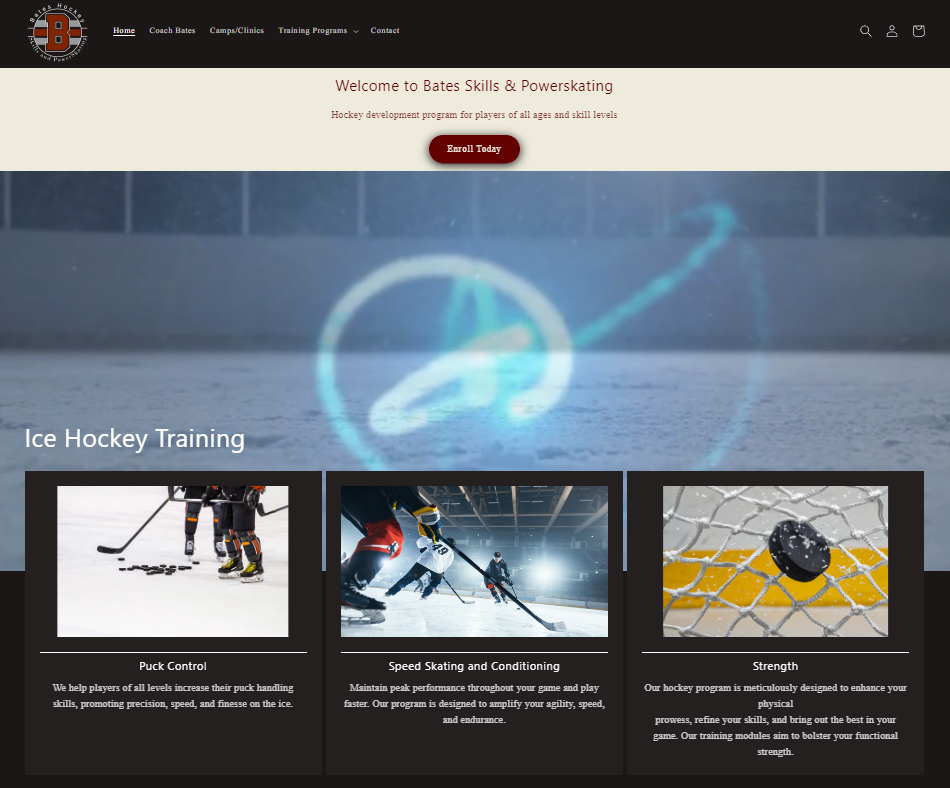 Bates Hockey
B
Skills and Powerskating
Home
Coach Bates
Camps/Clinics
Training Programs
Contact
Welcome to Bates Skills & Powerskating
Hockey development program for players of all ages and skill levels
Enroll Today
Ice Hockey Training
Puck Control
We help players of all levels increase their puck handling
skills, promoting precision, speed, and finesse on the ice.
Speed Skating and Conditioning
Maintain peak performance throughout your game and play
faster. Our program is designed to amplify your agility, speed,
and endurance.
Strength
Our hockey program is meticulously designed to enhance your
physical
prowess, refine your skills, and bring out the best in your
game. Our training modules aim to bolster your functional
strength.